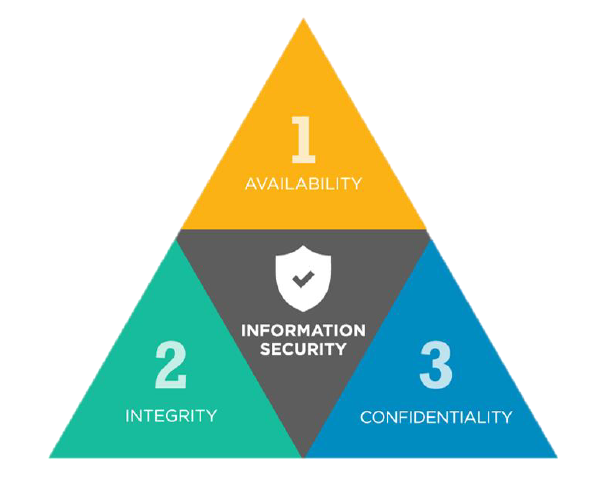 1
AVAILABILITY
INFORMATION
SECURITY
2
INTEGRITY
3
CONFIDENTIALITY